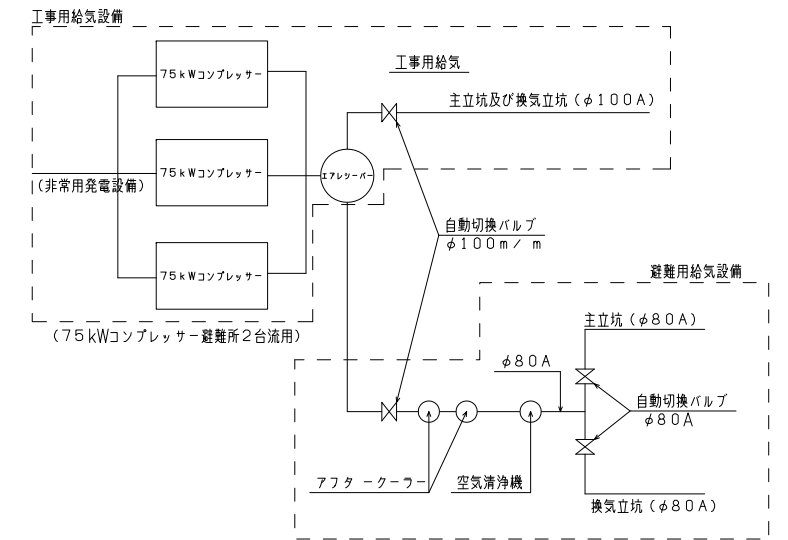 工事用給気設備
工事用給気
75kWコンプレッサー
主立坑及び換気立坑(φ100A)
75kWコンプレッサー
エアレシーバー
(非常用発電設備)
自動切換バルブ
φ100m/m
75kWコンプレッサー
避難用給気設備
(75kWコンプレッサー避難所2台流用)
主立坑(φ80A)
φ80A
自動切換バルブ
φ80A
アフタークーラー
空気清浄機
換気立坑(φ80A)